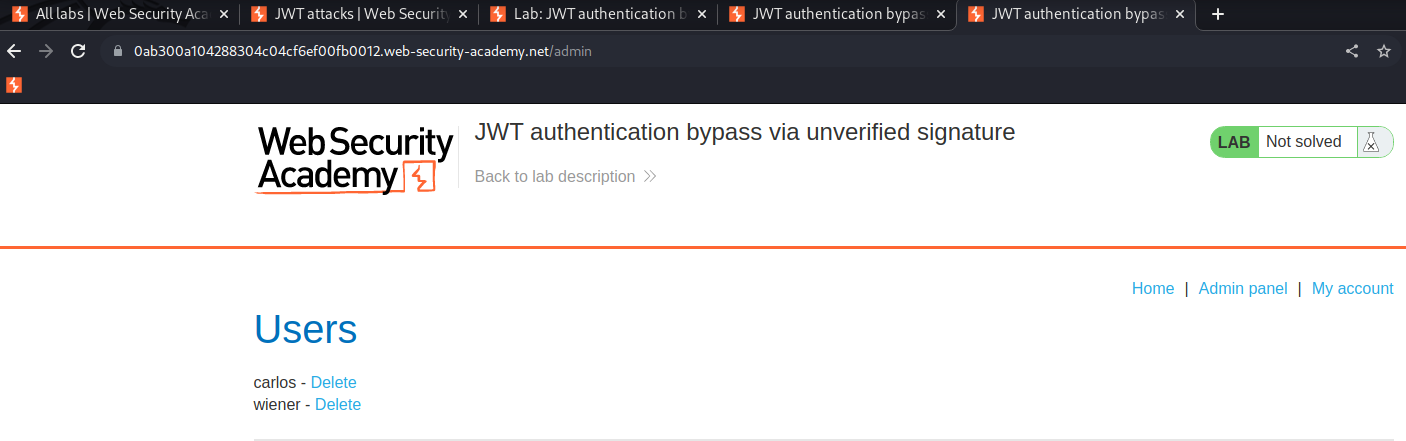 All labs | Web Security Aca
JWT attacks | Web Security
Lab: JWT authentication b
JWT authentication bypas
JWT authentication bypas
0ab300a104288304c04cf6ef00fb0012.web-security-academy.net/admin
WebSecurity
Academy
JWT authentication bypass via unverified signature
Back to lab description
LAB Not solved
Home | Admin panel | My account
Users
carlos - Delete
wiener - Delete